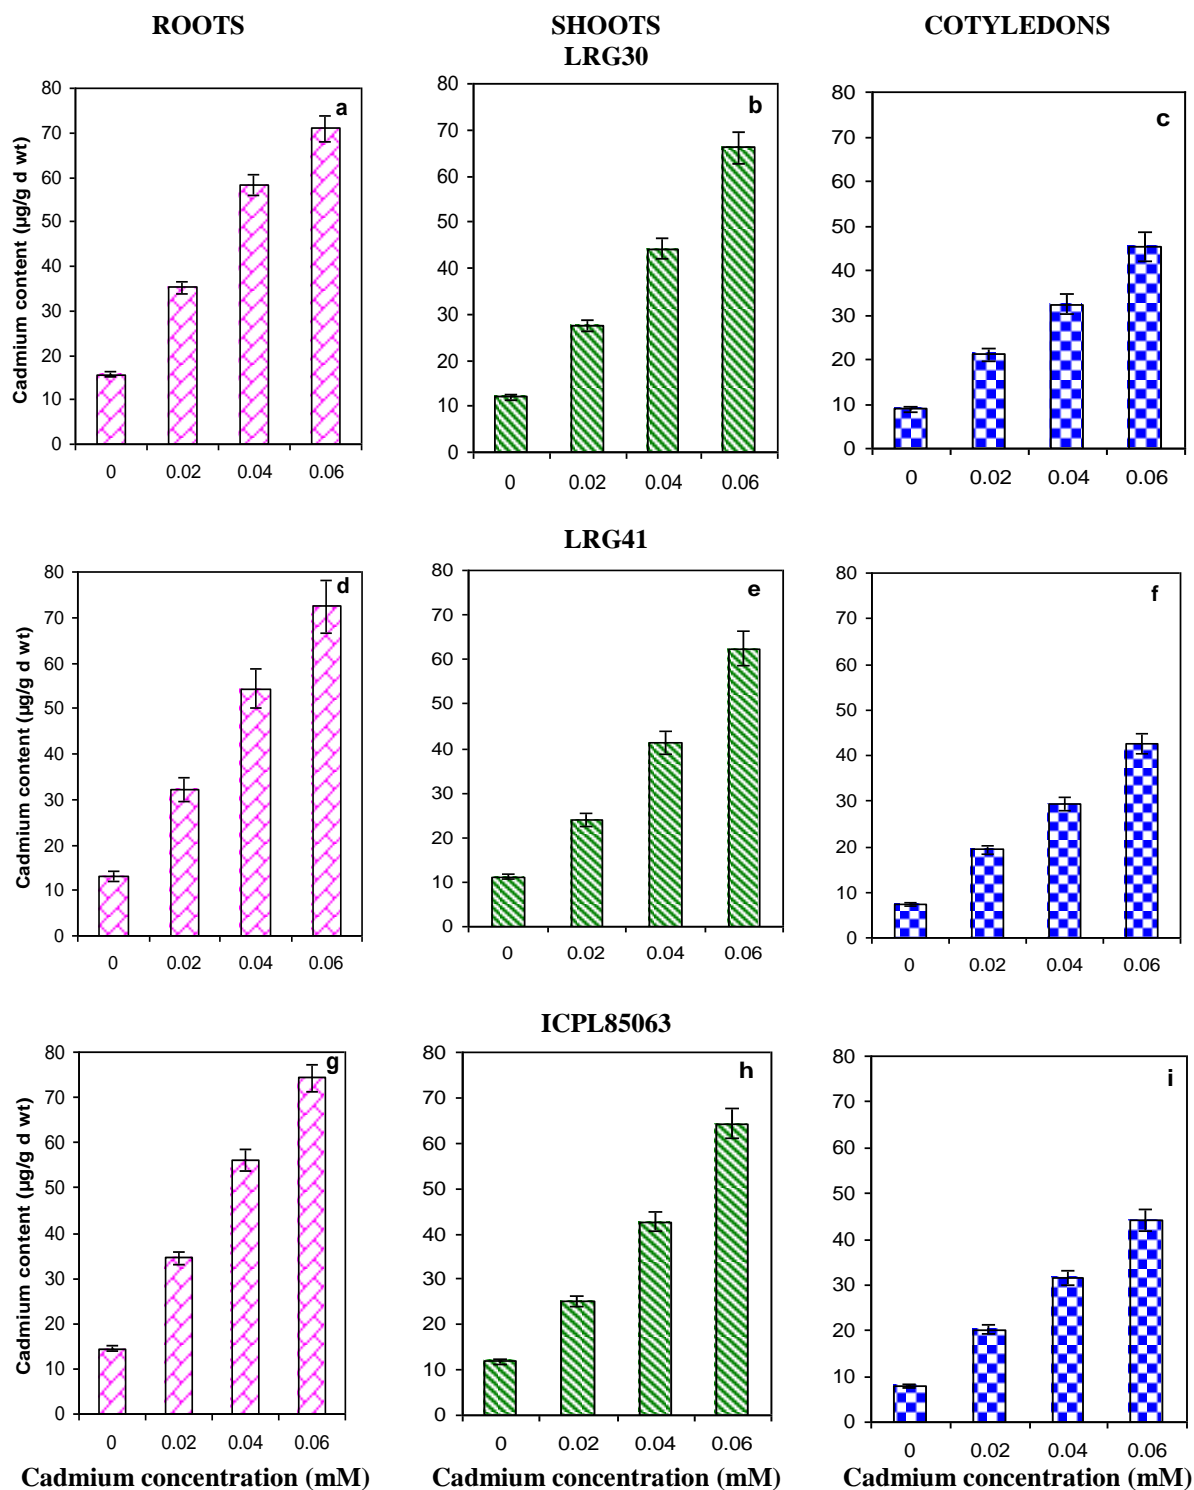 ROOTS SHOOTS COTYLEDONS
LRG30
Cadmium content (µg/g d wt)
80 70 60 50 40 30 20 10 0
a
0 0.02 0.04 0.06
80 70 60 50 40 30 20 10 0
b
0 0.02 0.04 0.06
80 70 60 50 40 30 20 10 0
c
0 0.02 0.04 0.06
LRG41
Cadmium content (µg/g d wt)
80 70 60 50 40 30 20 10 0
d
0 0.02 0.04 0.06
80 70 60 50 40 30 20 10 0
e
0 0.02 0.04 0.06
80 70 60 50 40 30 20 10 0
f
0 0.02 0.04 0.06
ICPL85063
Cadmium content (µg/g d wt)
80 70 60 50 40 30 20 10 0
g
0 0.02 0.04 0.06
80 70 60 50 40 30 20 10 0
h
0 0.02 0.04 0.06
80 70 60 50 40 30 20 10 0
i
0 0.02 0.04 0.06
Cadmium concentration (mM) Cadmium concentration (mM) Cadmium concentration (mM)